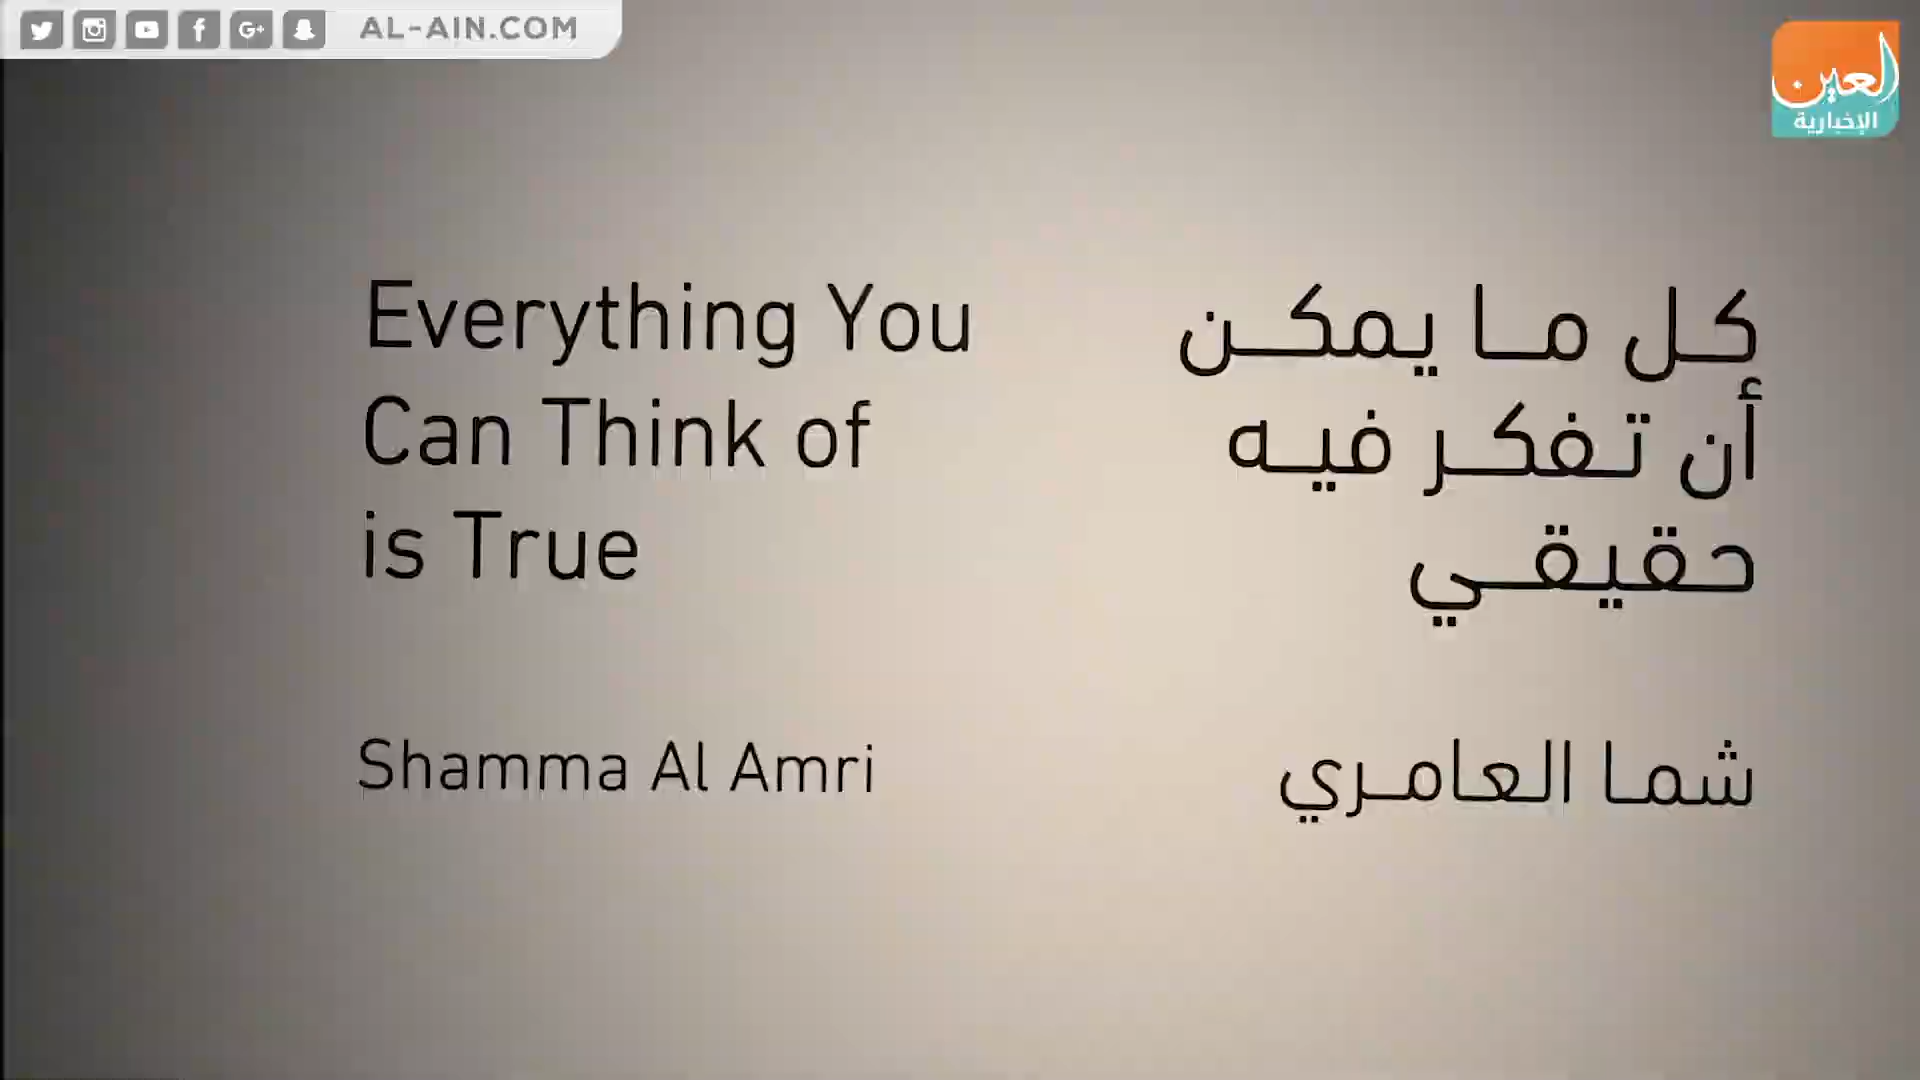 AL-AIN.COM
العين
الإخبارية
Everything You
Can Think of
is True
Shamma Al Amri
كل ما يمكن
أن تفكر فيه
حقيقي
شما العامري